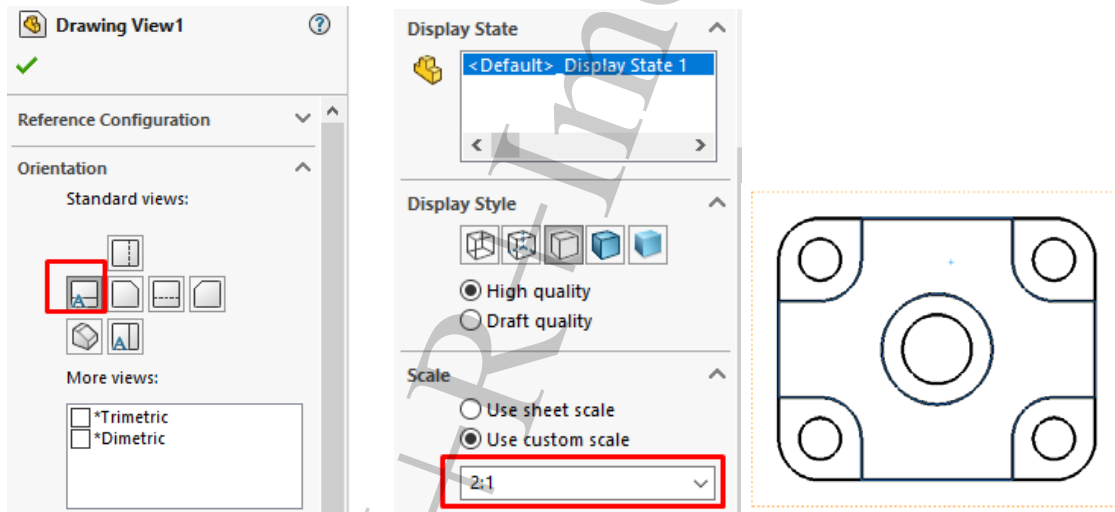 Drawing View1
?
Reference Configuration
Orientation
Standard views:
A
A
More views:
*Trimetric
*Dimetric
Display State
<Default>_Display State 1
Display Style
High quality
Draft quality
Scale
Use sheet scale
Use custom scale
2:1